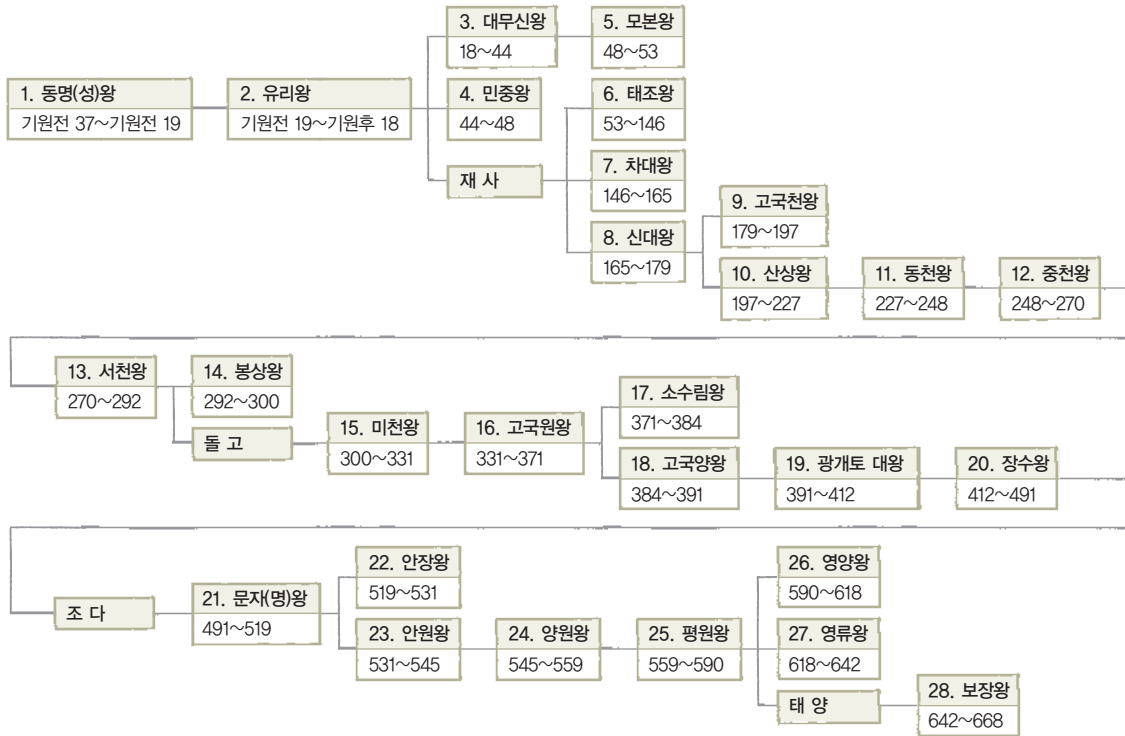 1. 동명(성)왕
기원전 37~기원전 19
2. 유리왕
기원전 19~기원후 18
3. 대무신왕
18~44
4. 민중왕
44~48
재 사
5. 모본왕
48~53
6. 태조왕
53~146
7. 차대왕
146~165
8. 신대왕
165~179
9. 고국천왕
179~197
10. 산상왕
197~227
11. 동천왕
227~248
12. 중천왕
248~270
13. 서천왕
270~292
14. 봉상왕
292~300
돌 고
15. 미천왕
300~331
16. 고국원왕
331~371
17. 소수림왕
371~384
18. 고국양왕
384~391
19. 광개토 대왕
391~412
20. 장수왕
412~491
조 다
21. 문자(명)왕
491~519
22. 안장왕
519~531
23. 안원왕
531~545
24. 양원왕
545~559
25. 평원왕
559~590
26. 영양왕
590~618
27. 영류왕
618~642
태 양
28. 보장왕
642~668